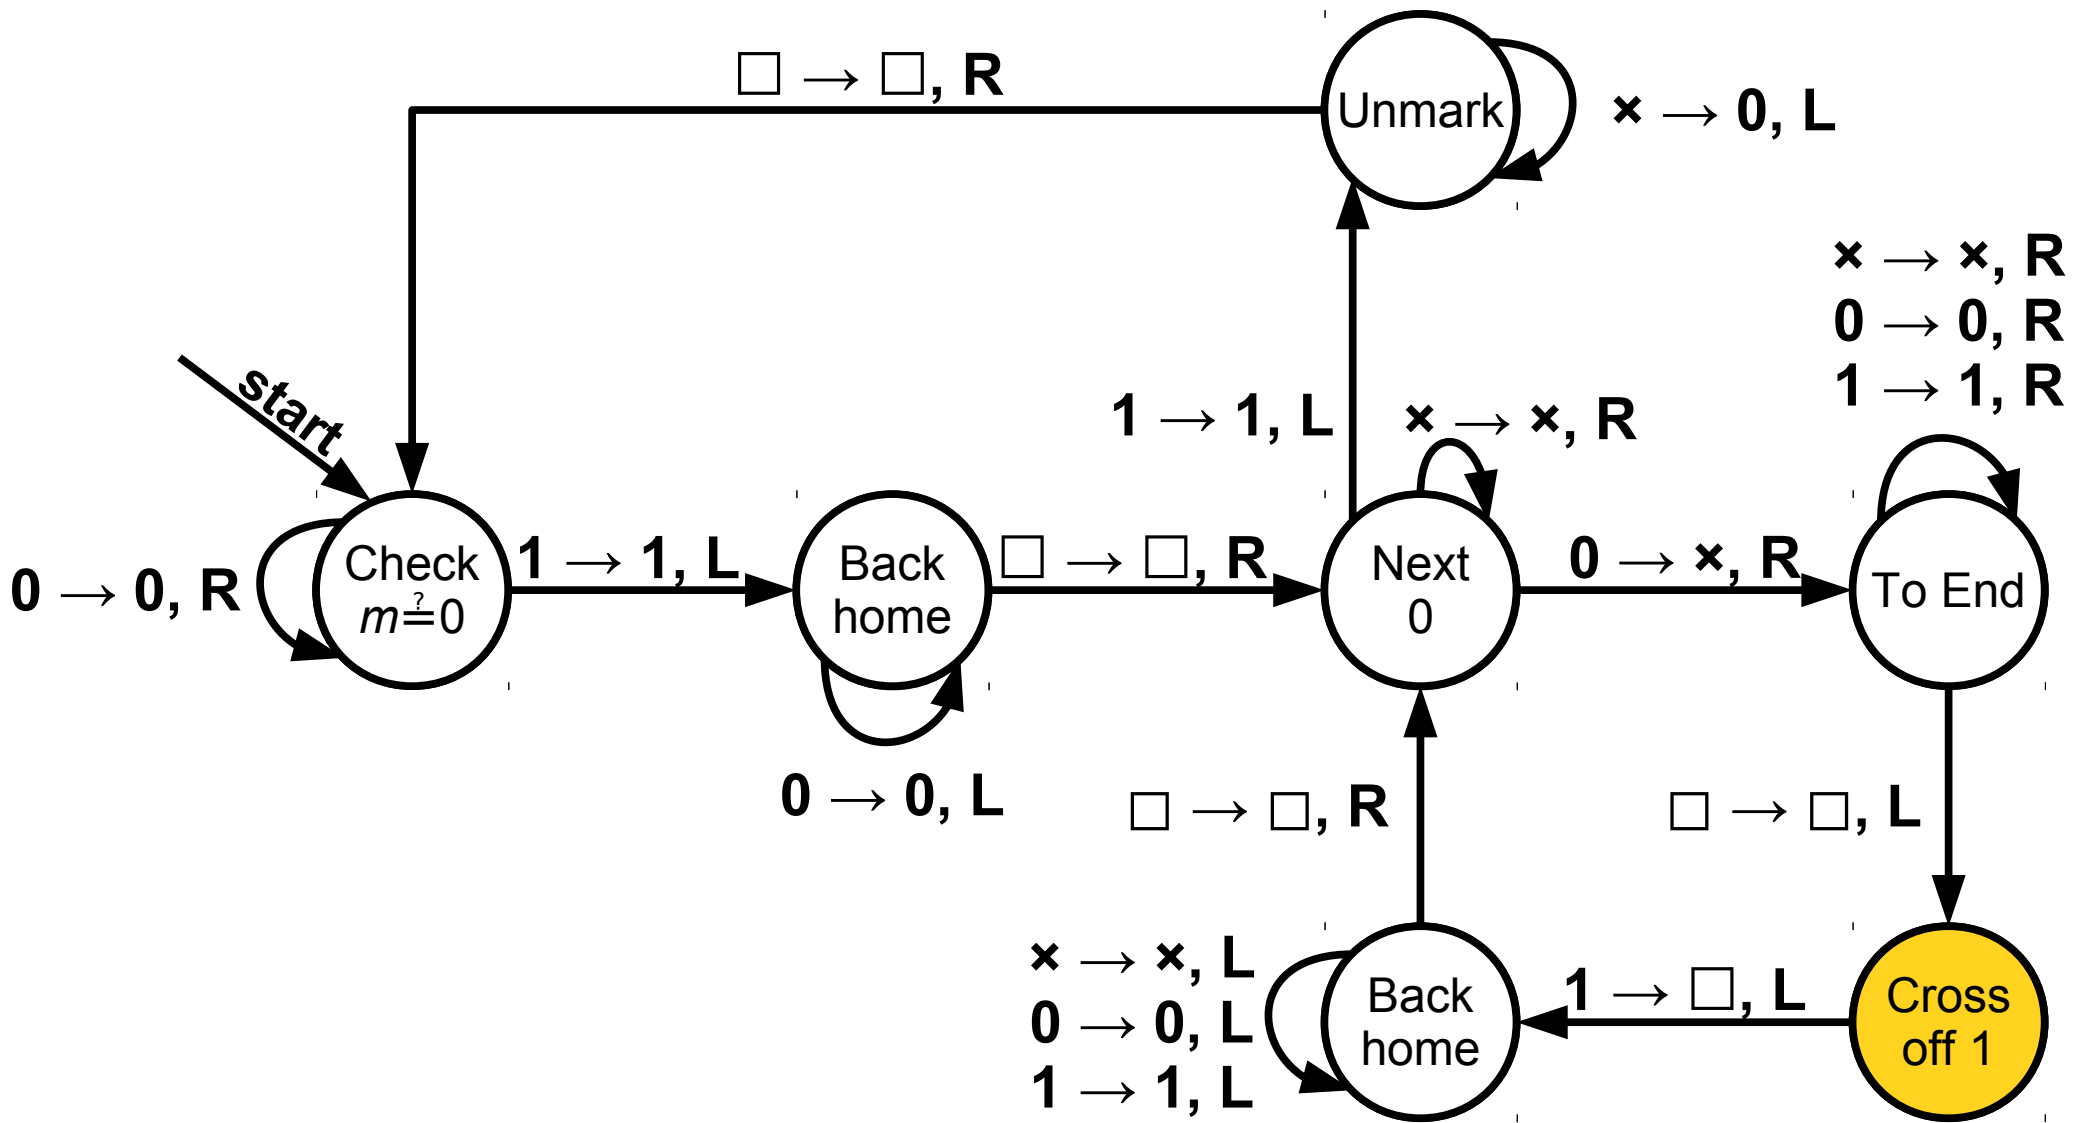 □ → □, R
Unmark
× → 0, L
× → ×, R
0 → 0, R
1 → 1, R
start
1 → 1, L
× → ×, R
0 → 0, R
Check
m≟0
1 → 1, L
Back
home
□ → □, R
Next
0
0 → ×, R
To End
0 → 0, L
□ → □, R
□ → □, L
× → ×, L
0 → 0, L
1 → 1, L
Back
home
1 → □, L
Cross
off 1